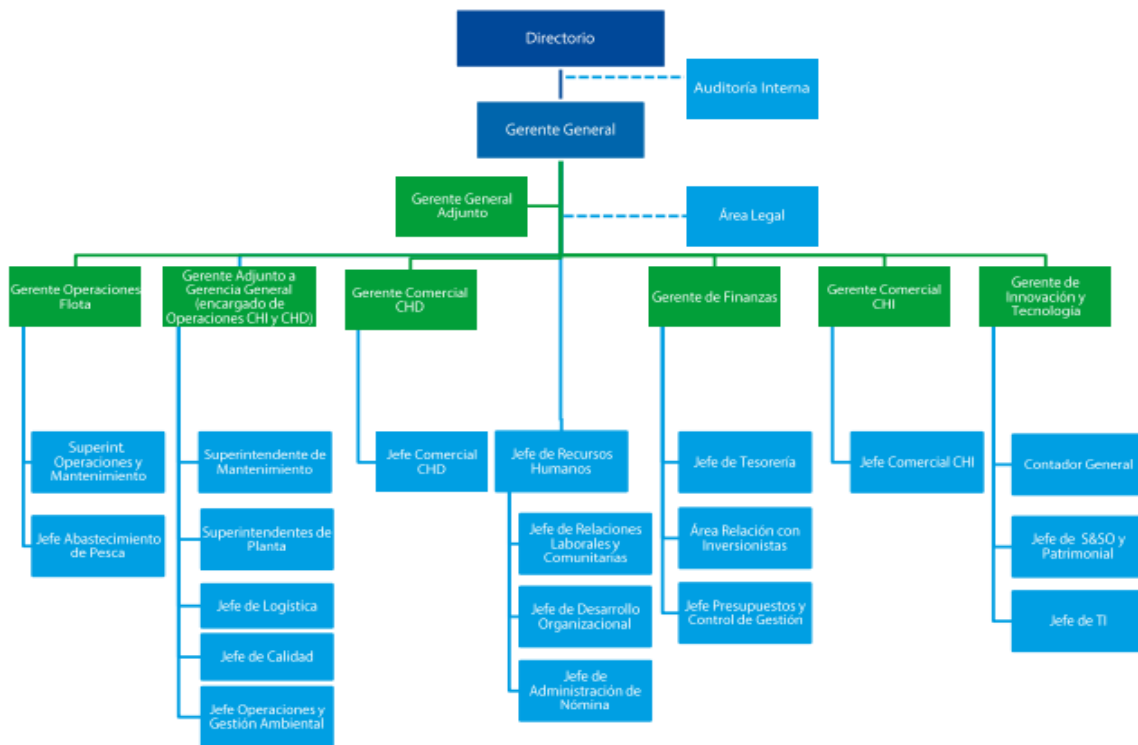 Directorio
Auditoría Interna
Gerente General
Gerente General
Adjunto
Área Legal
Gerente Operaciones
Flota
Gerente Adjunto a
Gerencia General
(encargado de
Operaciones CHI y CHD)
Gerente Comercial
CHD
Gerente de Finanzas
Gerente Comercial
CHI
Gerente de
Innovación y
Tecnología
Superint.
Operaciones y
Mantenimiento
Superintendente de
Mantenimiento
Jefe Comercial
CHD
Jefe de Recursos
Humanos
Jefe de Tesorería
Jefe Comercial CHI
Contador General
Jefe Abastecimiento
de Pesca
Superintendentes de
Planta
Jefe de Relaciones
Laborales y
Comunitarias
Área Relación con
Inversionistas
Jefe de S&SO y
Patrimonial
Jefe de Logística
Jefe de Desarrollo
Organizacional
Jefe Presupuestos y
Control de Gestión
Jefe de TI
Jefe de Calidad
Jefe de
Administración de
Nómina
Jefe Operaciones y
Gestión Ambiental